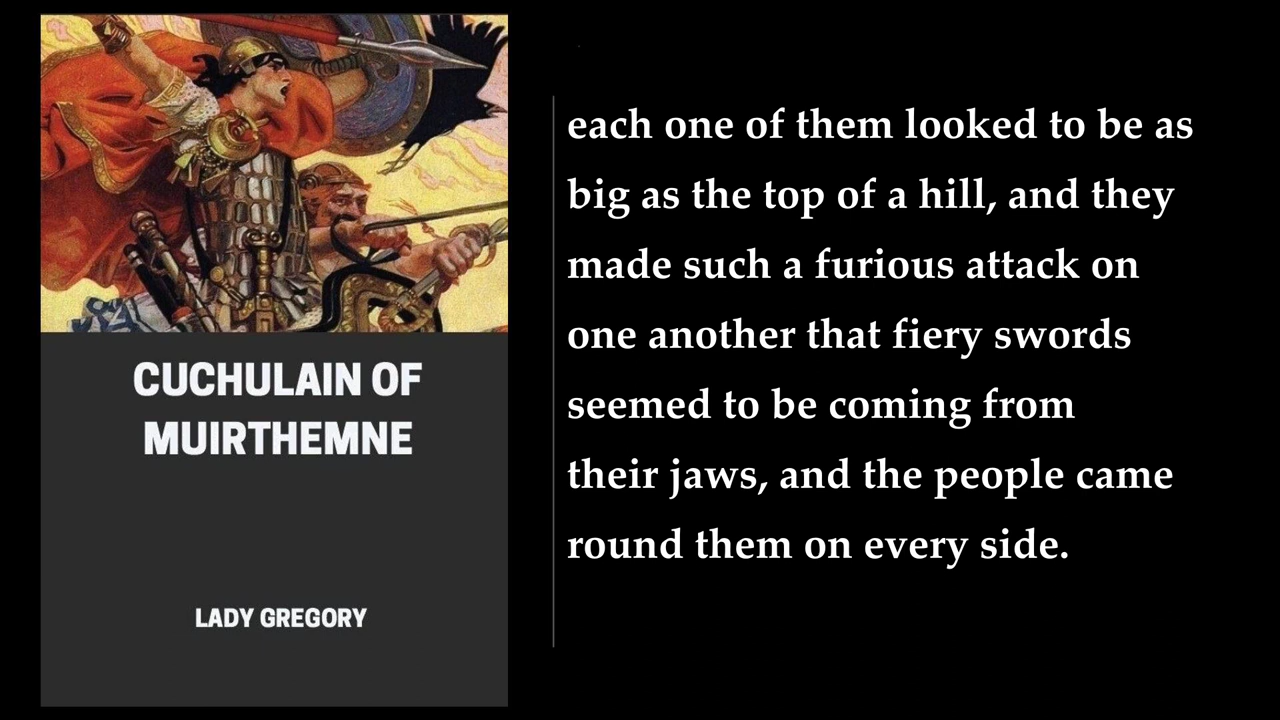 CUCHULAIN OF
MUIRTHEMNE
LADY GREGORY
each one of them looked to be as
big as the top of a hill, and they
made such a furious attack on
one another that fiery swords
seemed to be coming from
their jaws, and the people came
round them on every side.